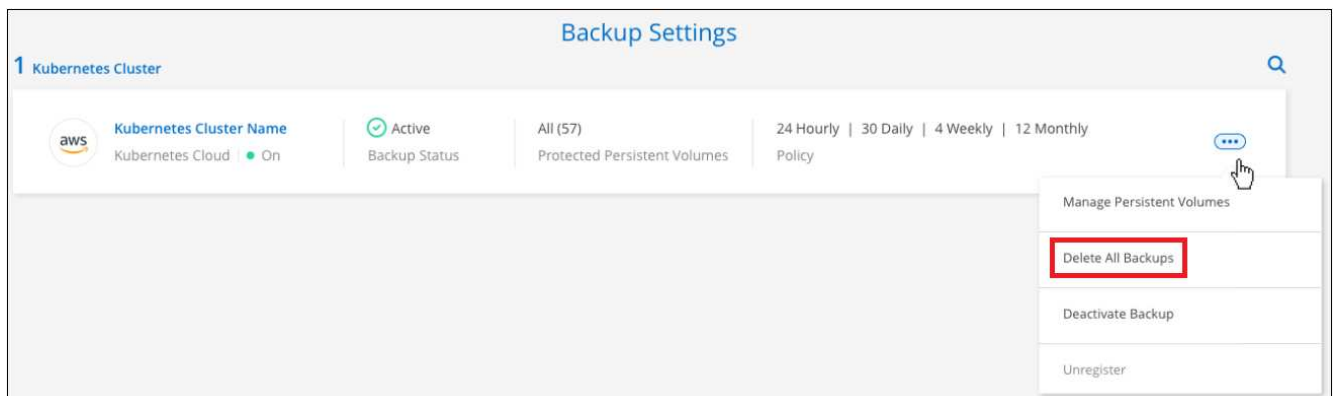 Backup Settings
1 Kubernetes Cluster
aws
Kubernetes Cluster Name
Kubernetes Cloud On
Active
Backup Status
All (57)
Protected Persistent Volumes
24 Hourly | 30 Daily | 4 Weekly | 12 Monthly
Policy
Manage Persistent Volumes
Delete All Backups
Deactivate Backup
Unregister